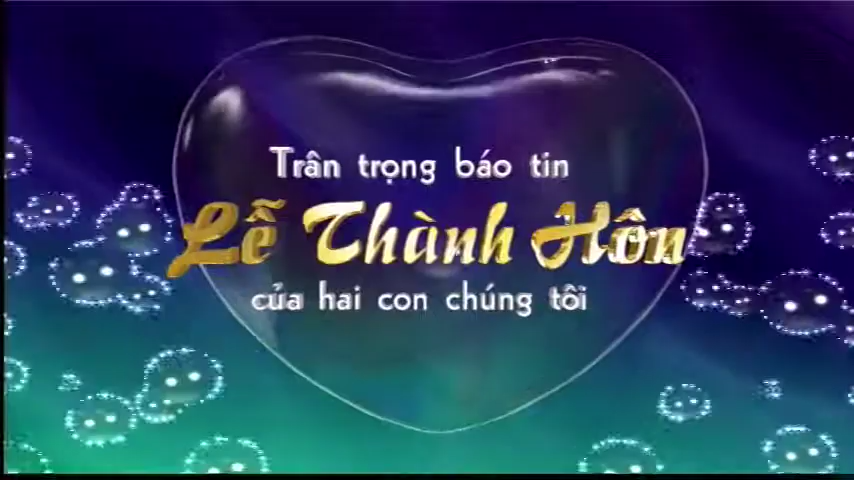 Trân trọng báo tin
Lễ Thành Hôn
của hai con chúng tôi